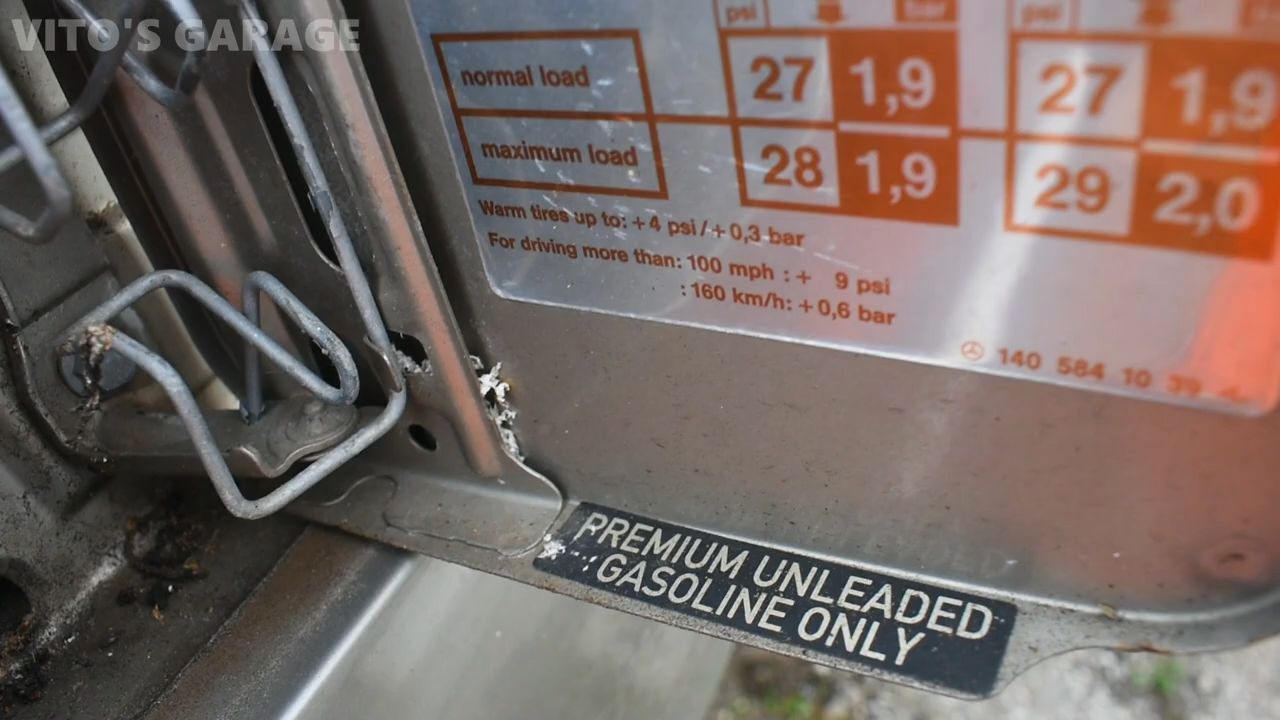 VITO'S GARAGE
psi bar psi
normal load 27 1,9 27 1,9
maximum load 28 1,9 29 2,0
Warm tires up to: +4 psi/+0,3 bar
For driving more than: 100 mph : + 9 psi
: 160 km/h: +0,6 bar
140 584 10 39
PREMIUM UNLEADED
GASOLINE ONLY